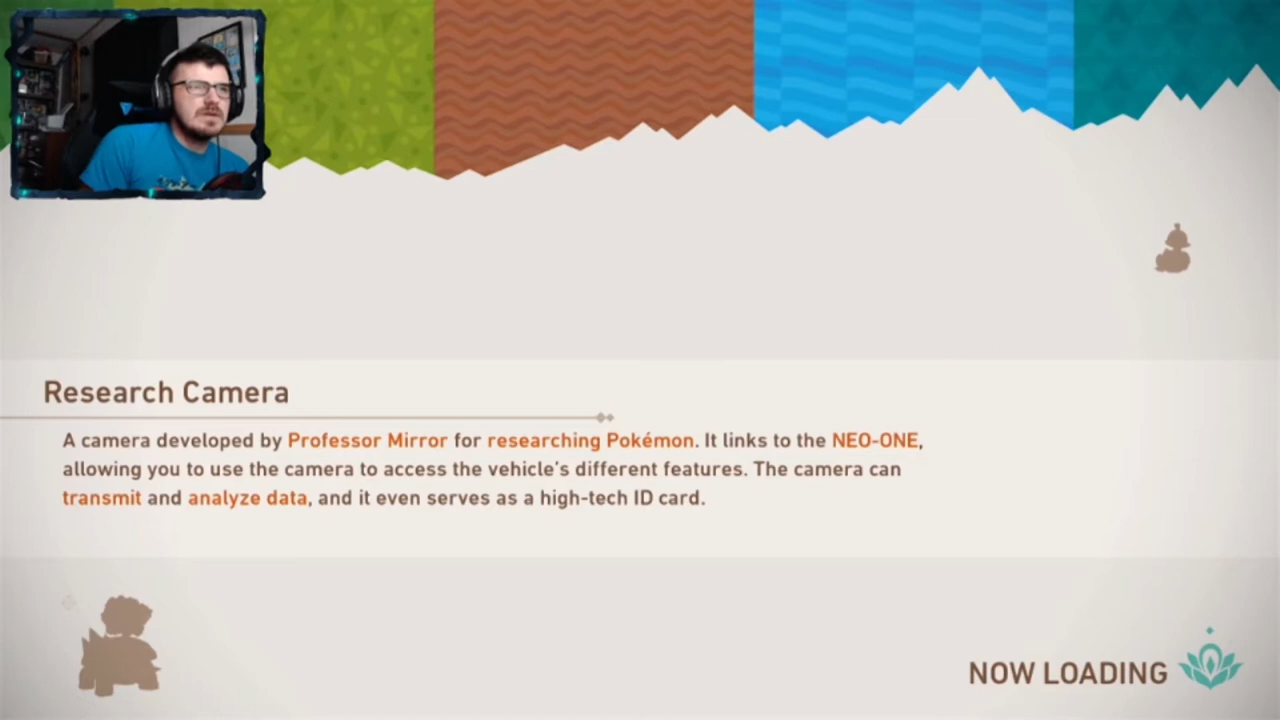 Research Camera
A camera developed by Professor Mirror for researching Pokémon. It links to the NEO-ONE,
allowing you to use the camera to access the vehicle's different features. The camera can
transmit and analyze data, and it even serves as a high-tech ID card.
NOW LOADING